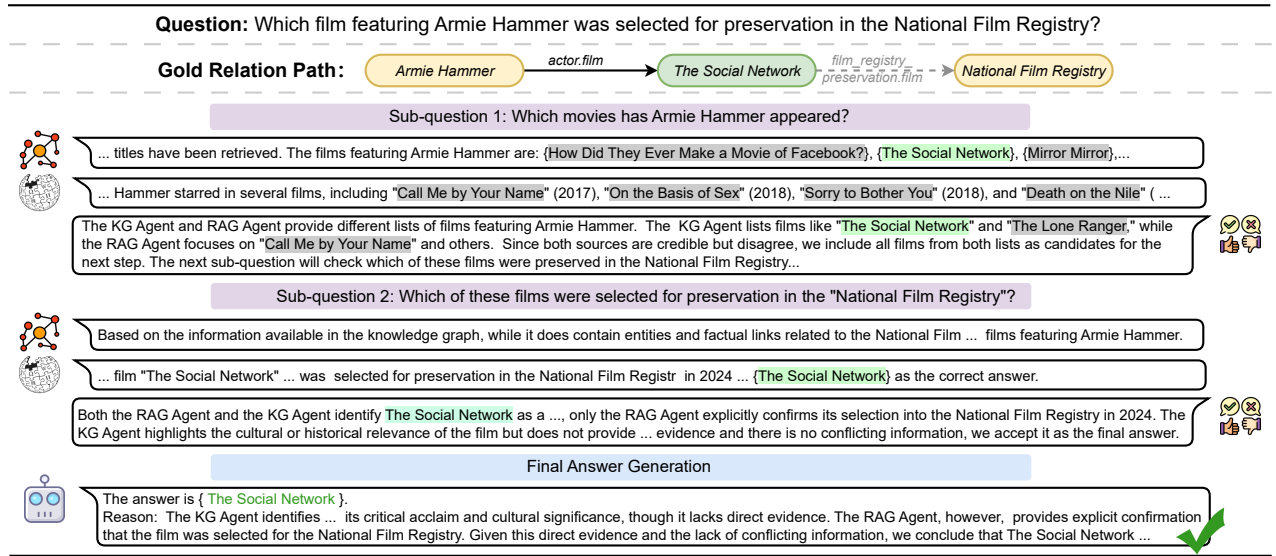 Question: Which film featuring Armie Hammer was selected for preservation in the National Film Registry?
Gold Relation Path: Armie Hammer actor.film The Social Network film_registry_ preservation.film National Film Registry
Sub-question 1: Which movies has Armie Hammer appeared?
... titles have been retrieved. The films featuring Armie Hammer are: {How Did They Ever Make a Movie of Facebook?}, {The Social Network}, {Mirror Mirror},...
... Hammer starred in several films, including "Call Me by Your Name" (2017), "On the Basis of Sex" (2018), "Sorry to Bother You" (2018), and "Death on the Nile" ( ...
The KG Agent and RAG Agent provide different lists of films featuring Armie Hammer. The KG Agent lists films like "The Social Network" and "The Lone Ranger," while
the RAG Agent focuses on "Call Me by Your Name" and others. Since both sources are credible but disagree, we include all films from both lists as candidates for the
next step. The next sub-question will check which of these films were preserved in the National Film Registry...
Sub-question 2: Which of these films were selected for preservation in the "National Film Registry"?
Based on the information available in the knowledge graph, while it does contain entities and factual links related to the National Film ... films featuring Armie Hammer.
... film "The Social Network" ... was selected for preservation in the National Film Registr in 2024 ... {The Social Network} as the correct answer.
Both the RAG Agent and the KG Agent identify The Social Network as a ..., only the RAG Agent explicitly confirms its selection into the National Film Registry in 2024. The
KG Agent highlights the cultural or historical relevance of the film but does not provide ... evidence and there is no conflicting information, we accept it as the final answer.
Final Answer Generation
The answer is { The Social Network }.
Reason: The KG Agent identifies ... its critical acclaim and cultural significance, though it lacks direct evidence. The RAG Agent, however, provides explicit confirmation
that the film was selected for the National Film Registry. Given this direct evidence and the lack of conflicting information, we conclude that The Social Network ...